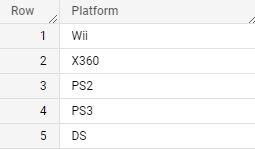 Row Platform
1 Wii
2 X360
3 PS2
4 PS3
5 DS